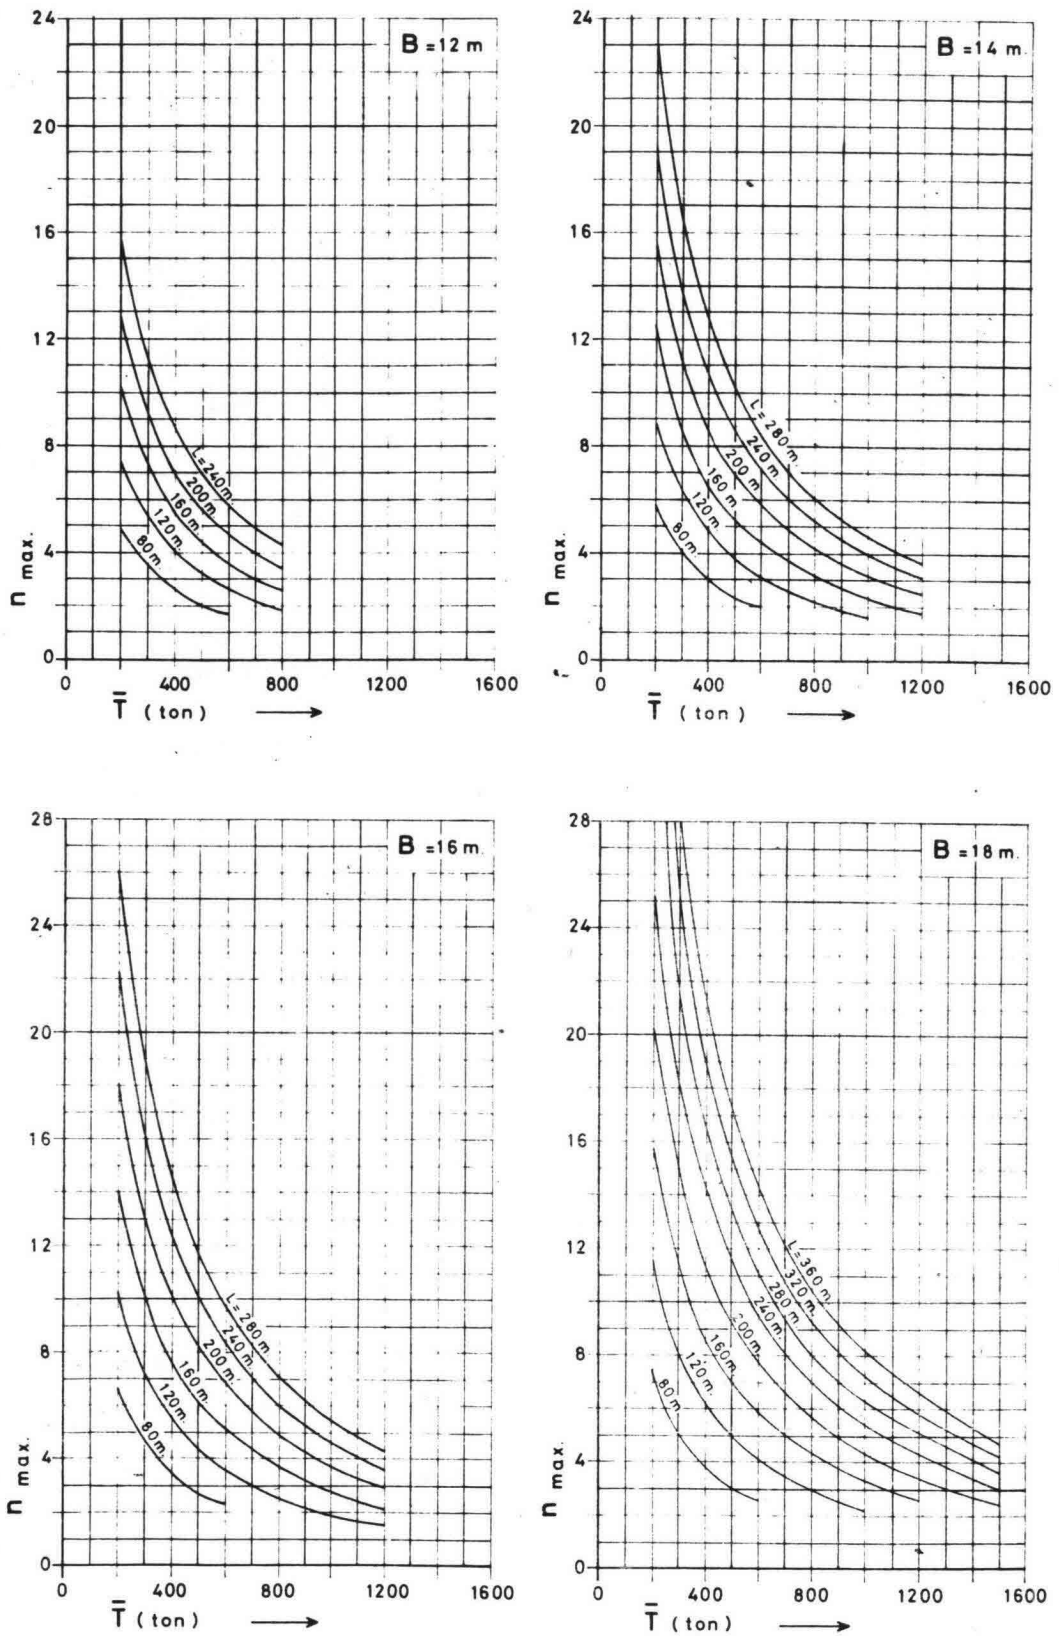 B = 12 m
24
20
16
12
8
4
0
n max.
L = 240 m.
200 m.
160 m.
120 m.
80 m.
0 400 800 1200 1600
T̿ (ton)
B = 14 m.
24
20
16
12
8
4
0
n max.
L = 280 m.
240 m.
200 m.
160 m.
120 m.
80 m.
0 400 800 1200 1600
T̿ (ton)
B = 16 m.
28
24
20
16
12
8
4
0
n max.
L = 280 m.
240 m.
200 m.
160 m.
120 m.
80 m.
0 400 800 1200 1600
T̿ (ton)
B = 18 m.
28
24
20
16
12
8
4
0
n max.
L = 360 m.
320 m.
280 m.
240 m.
200 m.
160 m.
120 m.
80 m.
0 400 800 1200 1600
T̿ (ton)